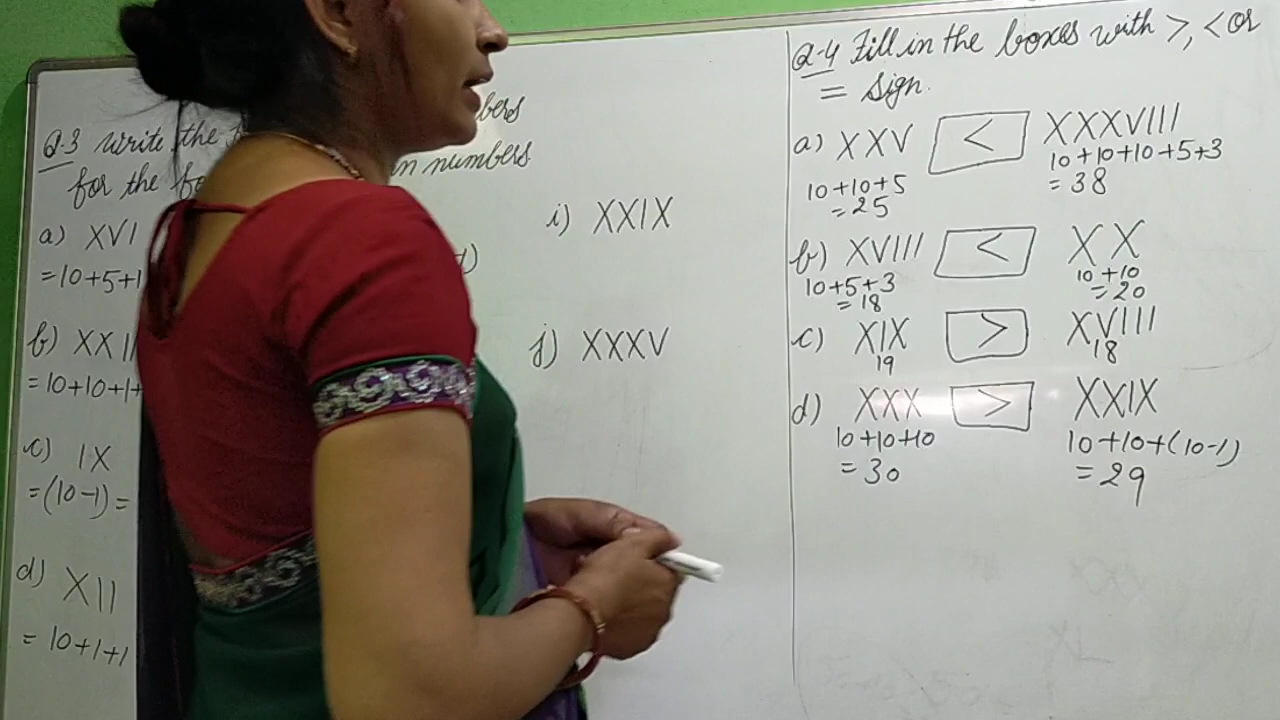 bers
Q.3 Write the
for the in numbers
a) XVI
=10+5+1
b) XXII
=10+10+1+
c) IX
=(10-1)=
d) XII
= 10+1+1
i) XXIX
j) XXXV
Q-4 Fill in the boxes with >, < or
= sign.
a) XXV < XXXVIII
10+10+5 10+10+10+5+3
=25 =38
b) XVIII < XX
10+5+3 10+10
=18 =20
c) XIX > XVIII
19 18
d) XXX > XXIX
10+10+10 10+10+(10-1)
=30 =29